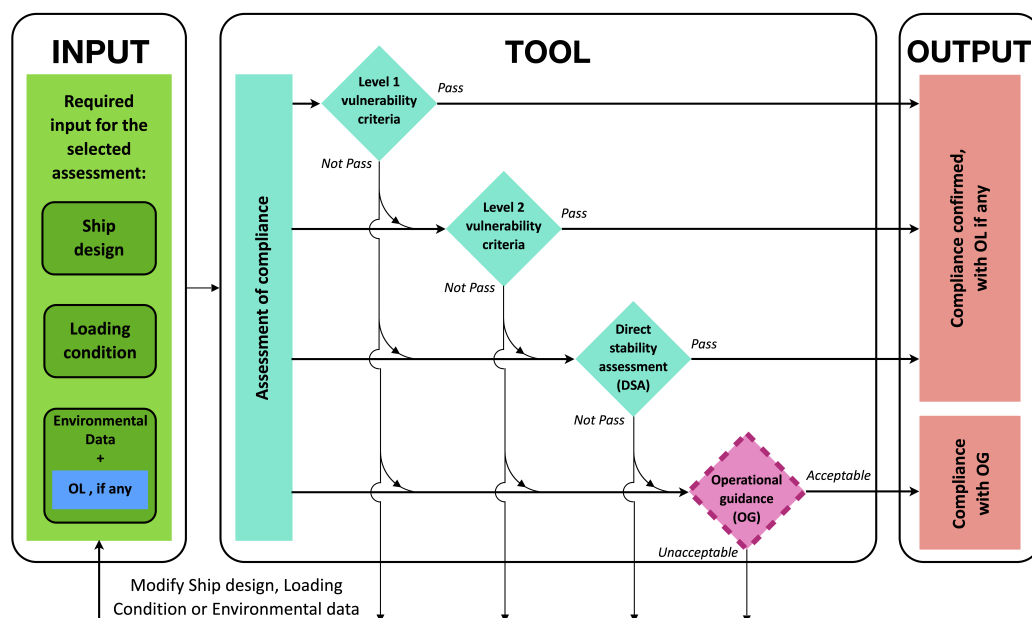 INPUT
TOOL
OUTPUT
Required
input for the
selected
assessment:
Ship
design
Loading
condition
Environmental
Data
+
OL , if any
Assessment of compliance
Level 1
vulnerability
criteria
Pass
Not Pass
Level 2
vulnerability
criteria
Pass
Not Pass
Direct
stability
assessment
(DSA)
Pass
Not Pass
Operational
guidance
(OG)
Acceptable
Unacceptable
Compliance confirmed,
with OL if any
Compliance
with OG
Modify Ship design, Loading
Condition or Environmental data